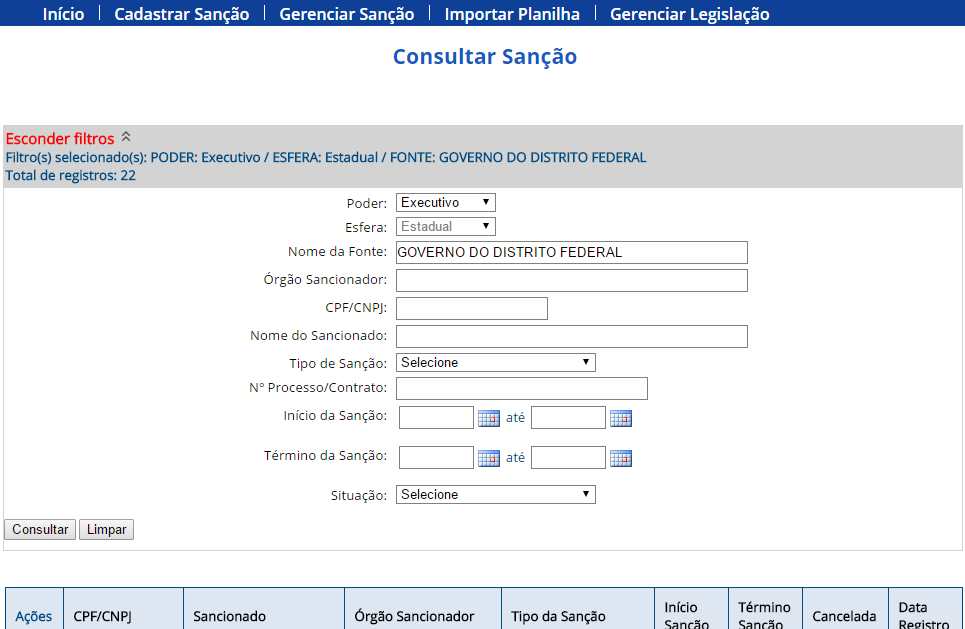 Início Cadastrar Sanção Gerenciar Sanção Importar Planilha Gerenciar Legislação
Consultar Sanção
Esconder filtros
Filtro(s) selecionado(s): PODER: Executivo / ESFERA: Estadual / FONTE: GOVERNO DO DISTRITO FEDERAL
Total de registros: 22
Poder: Executivo
Esfera: Estadual
Nome da Fonte: GOVERNO DO DISTRITO FEDERAL
Órgão Sancionador:
CPF/CNPJ:
Nome do Sancionado:
Tipo de Sanção: Selecione
Nº Processo/Contrato:
Início da Sanção: até
Término da Sanção: até
Situação: Selecione
Consultar Limpar
Ações CPF/CNPJ Sancionado Órgão Sancionador Tipo da Sanção Início Sanção Término Sanção Cancelada Data Registro